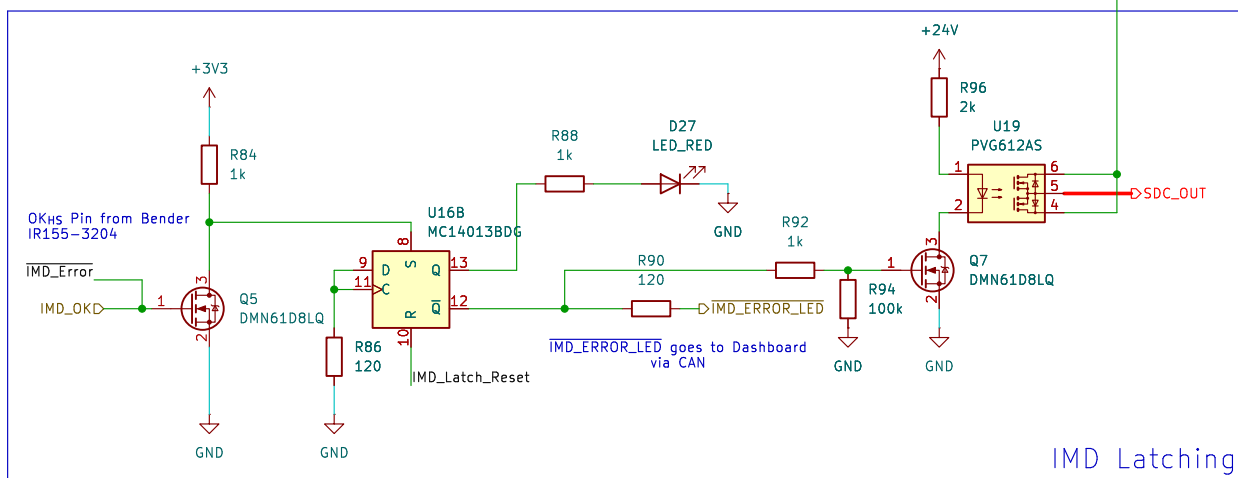 +24V
R96
2k
+3V3
D27
LED_RED
U19
PVG612AS
R88
1k
R84
1k
1
6
5
SDC_OUT
2
4
OKHS Pin from Bender
IR155-3204
U16B
MC14013BDG
8
R92
1k
GND
3
IMD_Error
3
9
D
S
Q
13
R90
120
1
Q7
DMN61D8LQ
11
C
IMD_OK
1
Q5
DMN61D8LQ
Q
12
IMD_ERROR_LED
R94
100k
2
2
R
10
R86
120
IMD_ERROR_LED goes to Dashboard
via CAN
GND
GND
IMD_Latch_Reset
GND
GND
IMD Latching